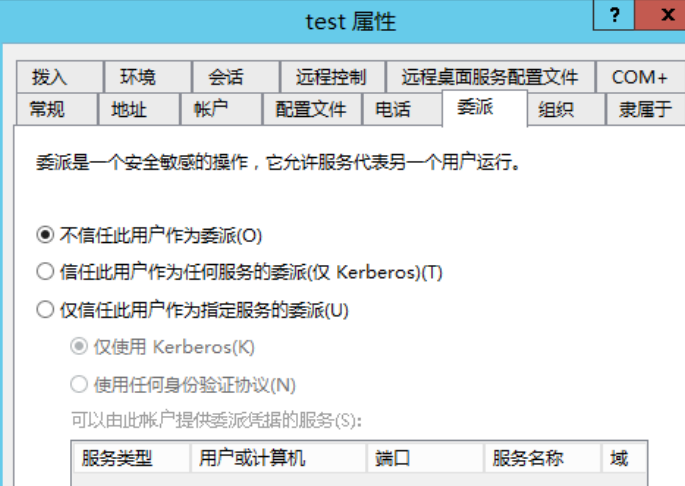 test 属性
? x
拨入 环境 会话 远程控制 远程桌面服务配置文件 COM+
常规 地址 帐户 配置文件 电话 委派 组织 隶属于
委派是一个安全敏感的操作，它允许服务代表另一个用户运行。
不信任此用户作为委派(O)
信任此用户作为任何服务的委派(仅 Kerberos)(T)
仅信任此用户作为指定服务的委派(U)
仅使用 Kerberos(K)
使用任何身份验证协议(N)
可以由此帐户提供委派凭据的服务(S):
服务类型 用户或计算机 端口 服务名称 域